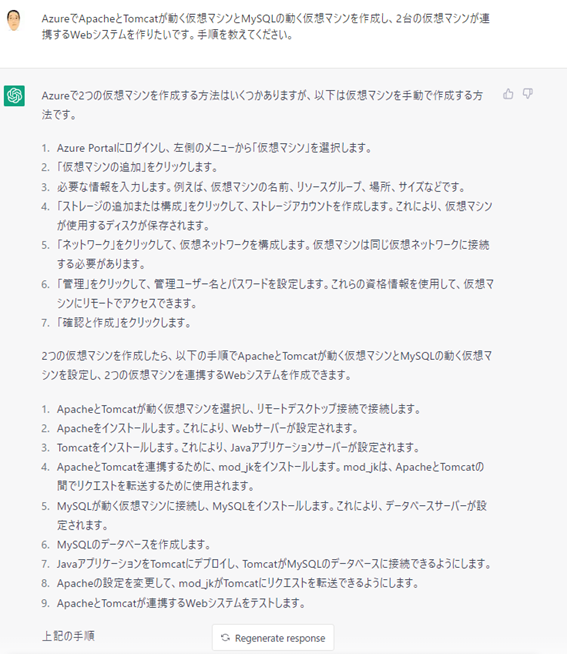 AzureでApacheとTomcatが動く仮想マシンとMySQLの動く仮想マシンを作成し、2台の仮想マシンが連
携するWebシステムを作りたいです。手順を教えてください。
Azureで2つの仮想マシンを作成する方法はいくつかありますが、以下は仮想マシンを手動で作成する方
法です。
1. Azure Portalにログインし、左側のメニューから「仮想マシン」を選択します。
2. 「仮想マシンの追加」をクリックします。
3. 必要な情報を入力します。例えば、仮想マシンの名前、リソースグループ、場所、サイズなどです。
4. 「ストレージの追加または構成」をクリックして、ストレージアカウントを作成します。これにより、仮想マシン
が使用するディスクが保存されます。
5. 「ネットワーク」をクリックして、仮想ネットワークを構成します。仮想マシンは同じ仮想ネットワークに接続
する必要があります。
6. 「管理」をクリックして、管理ユーザー名とパスワードを設定します。これらの資格情報を使用して、仮想マ
シンにリモートでアクセスできます。
7. 「確認と作成」をクリックします。
2つの仮想マシンを作成したら、以下の手順でApacheとTomcatが動く仮想マシンとMySQLの動く仮想マ
シンを設定し、2つの仮想マシンを連携するWebシステムを作成できます。
1. ApacheとTomcatが動く仮想マシンを選択し、リモートデスクトップ接続で接続します。
2. Apacheをインストールします。これにより、Webサーバーが設定されます。
3. Tomcatをインストールします。これにより、Javaアプリケーションサーバーが設定されます。
4. ApacheとTomcatを連携するために、mod_jkをインストールします。mod_jkは、ApacheとTomcatの
間でリクエストを転送するために使用されます。
5. MySQLが動く仮想マシンに接続し、MySQLをインストールします。これにより、データベースサーバーが設
定されます。
6. MySQLのデータベースを作成します。
7. JavaアプリケーションをTomcatにデプロイし、TomcatがMySQLのデータベースに接続できるようにします。
8. Apacheの設定を変更して、mod_jkがTomcatにリクエストを転送できるようにします。
9. ApacheとTomcatが連携するWebシステムをテストします。
上記の手順
Regenerate response